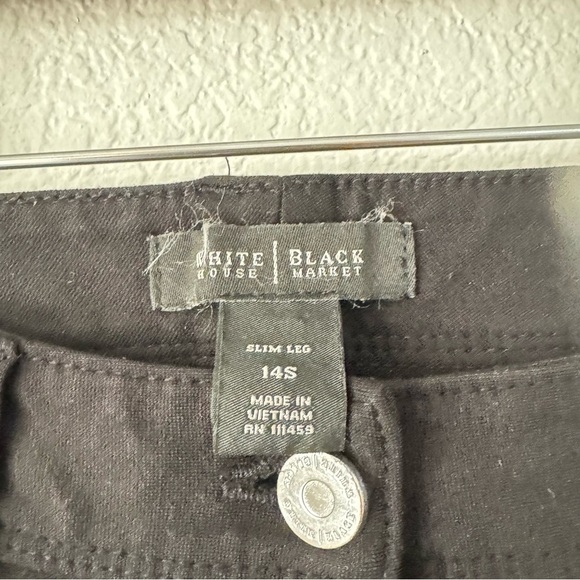 WHITE | BLACK
HOUSE | MARKET
SLIM LEG
14S
MADE IN
VIETNAM
RN 111459